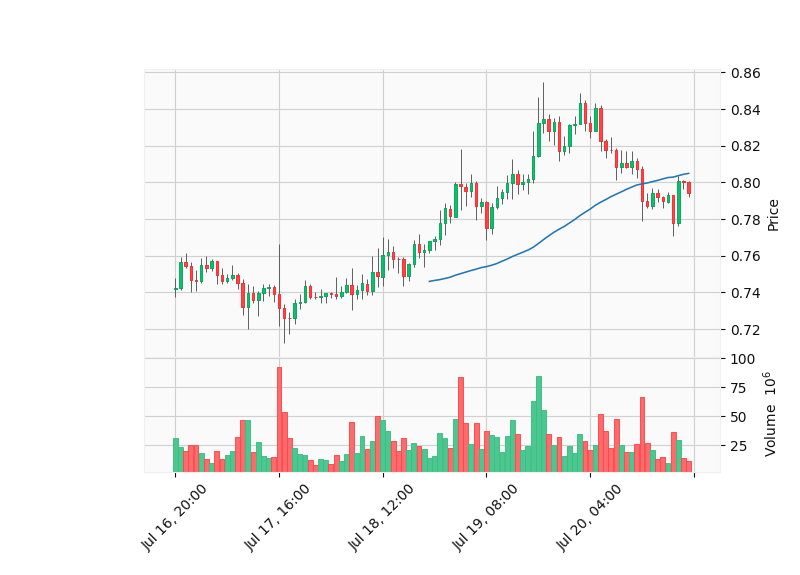 0.86
0.84
0.82
0.80
0.78
0.76
0.74
0.72
Price
100
75
50
25
Volume 10⁶
Jul 16, 20:00
Jul 17, 16:00
Jul 18, 12:00
Jul 19, 08:00
Jul 20, 04:00